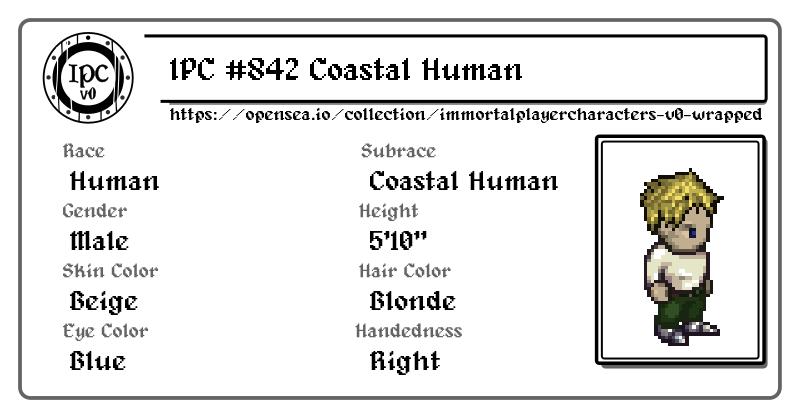 IPC
v0
IPC #842 Coastal Human
https://opensea.io/collection/immortalplayercharacters-v0-wrapped
Race
Human
Subrace
Coastal Human
Gender
Male
Height
5'10"
Skin Color
Beige
Hair Color
Blonde
Eye Color
Blue
Handedness
Right